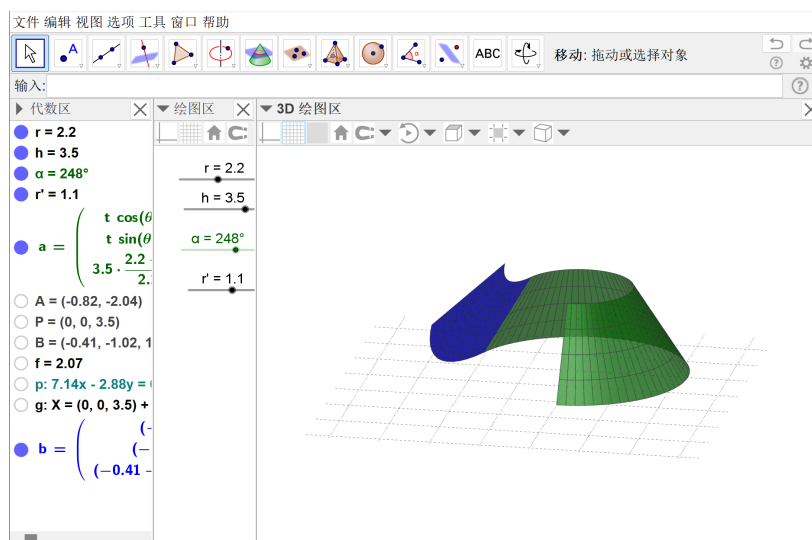 文件 编辑 视图 选项 工具 窗口 帮助
A
ABC
移动: 拖动或选择对象
输入:
代数区
绘图区
3D 绘图区
r = 2.2
h = 3.5
α = 248°
r' = 1.1
a = t cos(θ
t sin(θ
3.5 · 2.2 -
2.
A = (-0.82, -2.04)
P = (0, 0, 3.5)
B = (-0.41, -1.02, 1
f = 2.07
p: 7.14x - 2.88y =
g: X = (0, 0, 3.5) +
b = (-
(—
(−0.41 −
r = 2.2
h = 3.5
α = 248°
r' = 1.1